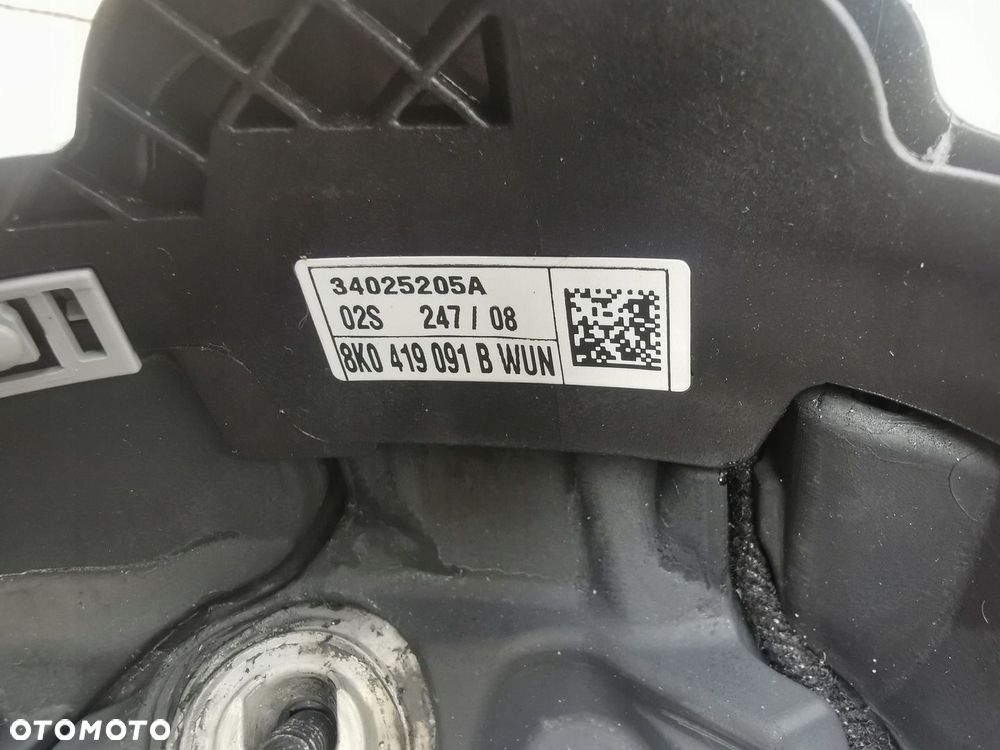 34025205A
02S 247 / 08
8K0 419 091 B WUN
OTOMOTO